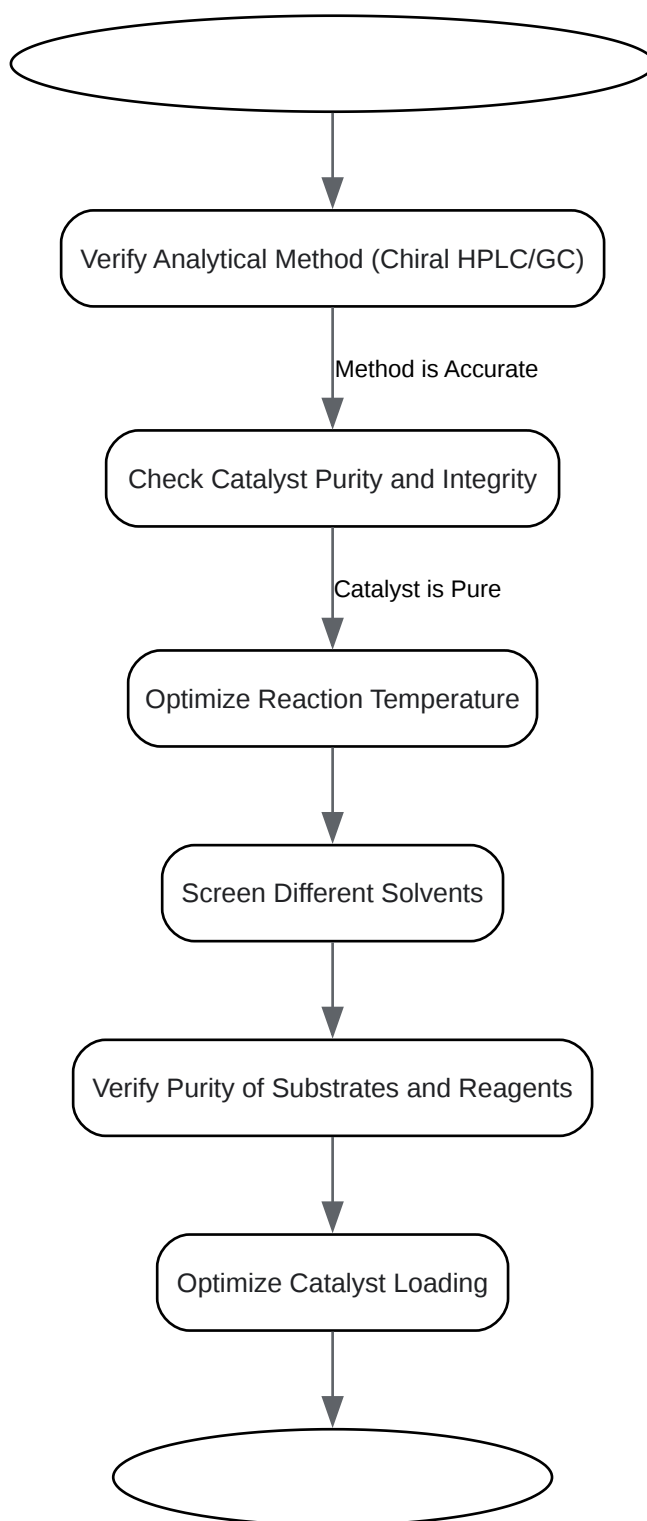 Verify Analytical Method (Chiral HPLC/GC)
Method is Accurate
Check Catalyst Purity and Integrity
Catalyst is Pure
Optimize Reaction Temperature
Screen Different Solvents
Verify Purity of Substrates and Reagents
Optimize Catalyst Loading